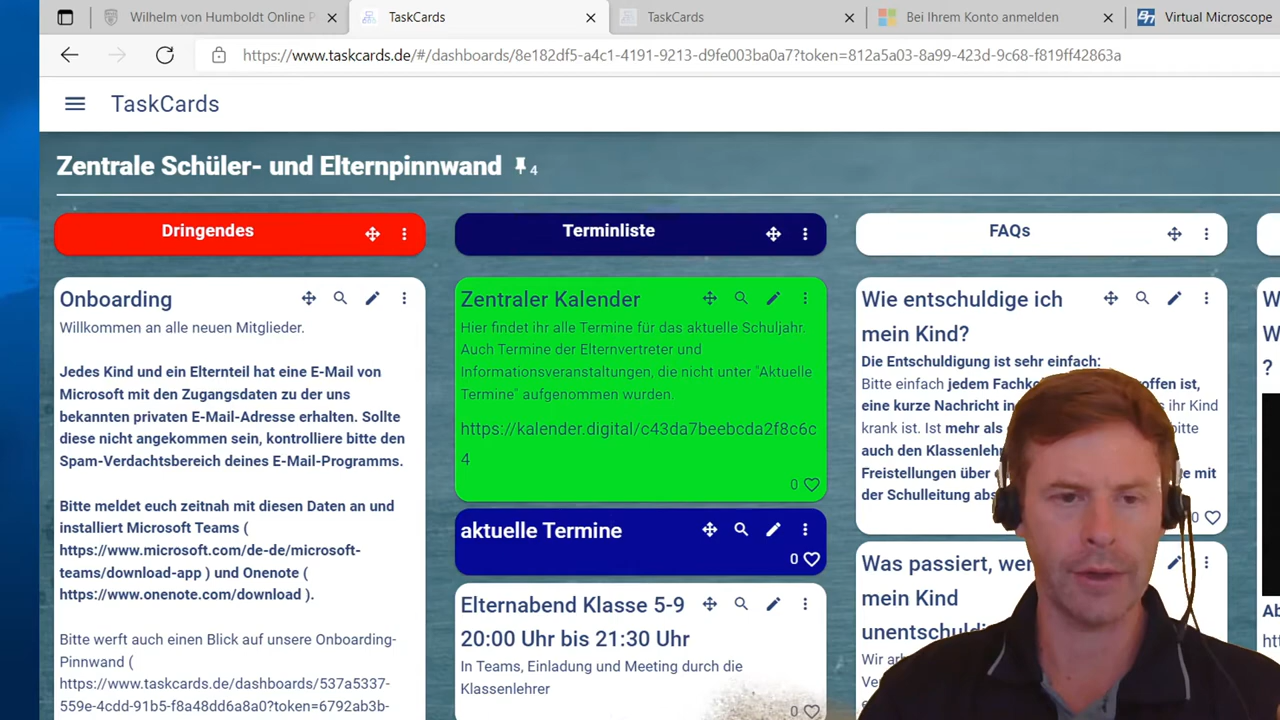 Wilhelm von Humboldt Online P
TaskCards
TaskCards
Bei Ihrem Konto anmelden
Virtual Microscope
https://www.taskcards.de/#/dashboards/8e182df5-a4c1-4191-9213-d9fe003ba0a7?token=812a5a03-8a99-423d-9c68-f819ff42863a
TaskCards
Zentrale Schüler- und Elternpinnwand 4
Dringendes
Onboarding
Willkommen an alle neuen Mitglieder.
Jedes Kind und ein Elternteil hat eine E-Mail von
Microsoft mit den Zugangsdaten zu der uns
bekannten privaten E-Mail-Adresse erhalten. Sollte
diese nicht angekommen sein, kontrolliere bitte den
Spam-Verdachtsbereich deines E-Mail-Programms.
Bitte meldet euch zeitnah mit diesen Daten an und
installiert Microsoft Teams (
https://www.microsoft.com/de-de/microsoft-
teams/download-app ) und Onenote (
https://www.onenote.com/download ).
Bitte werft auch einen Blick auf unsere Onboarding-
Pinnwand (
https://www.taskcards.de/dashboards/537a5337-
559e-4cdd-91b5-f8a48dd6a8a0?token=6792ab3b-
Terminliste
Zentraler Kalender
Hier findet ihr alle Termine für das aktuelle Schuljahr.
Auch Termine der Elternvertreter und
Informationsveranstaltungen, die nicht unter "Aktuelle
Termine" aufgenommen wurden.
https://kalender.digital/c43da7beebcda2f8c6c
4
0
aktuelle Termine
0
Elternabend Klasse 5-9
20:00 Uhr bis 21:30 Uhr
In Teams, Einladung und Meeting durch die
Klassenlehrer
0
FAQs
Wie entschuldige ich
mein Kind?
Die Entschuldigung ist sehr einfach:
Bitte einfach jedem ist,
eine kurze Nachricht ihr Kind
krank ist. Ist mehr bitte
auch den
Freistellungen über mit
der Schulleitung
0
Was passiert,
mein Kind
Wir
?